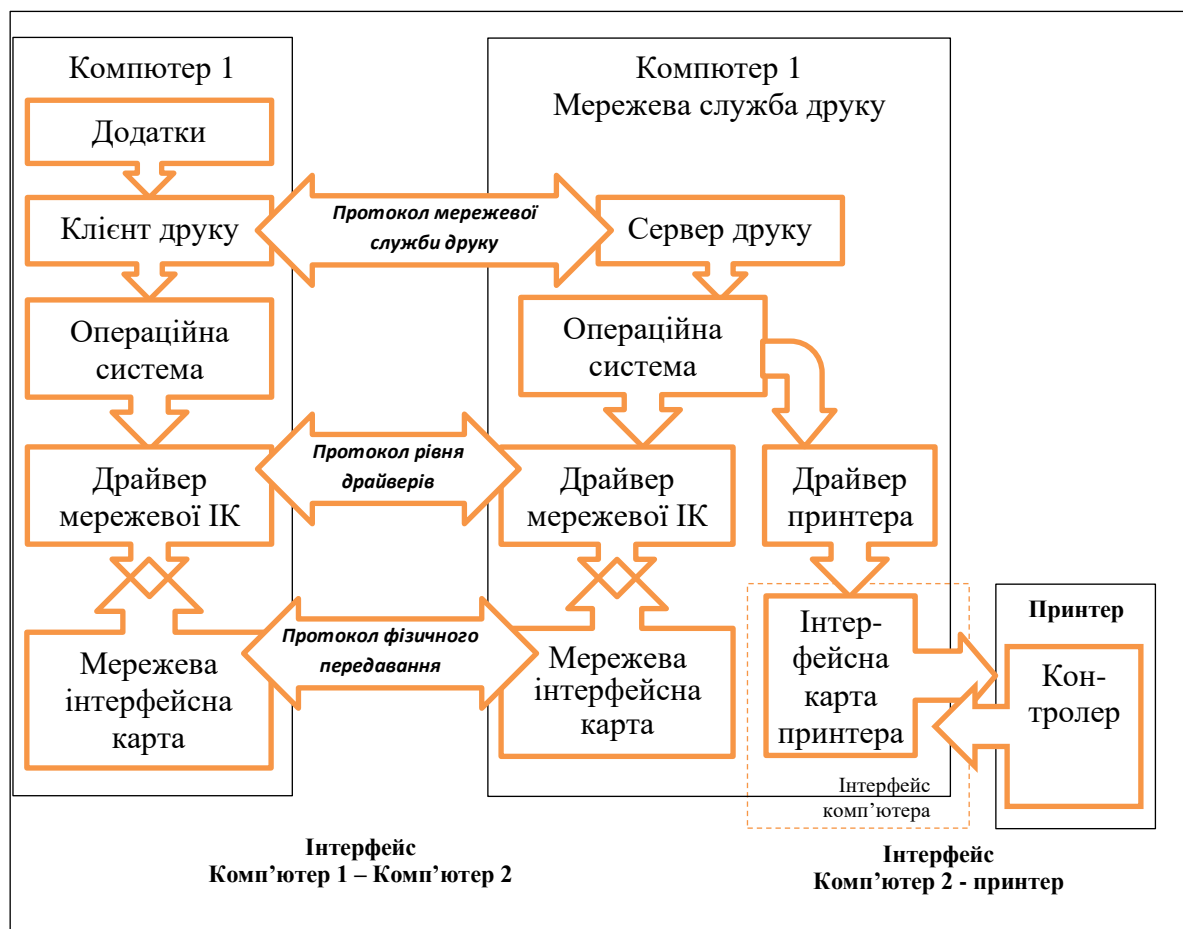 Компютер 1
Додатки
Клієнт друку
Операційна
система
Драйвер
мережевої ІК
Мережева
інтерфейсна
карта
Протокол мережевої
служби друку
Протокол рівня
драйверів
Протокол фізичного
передавання
Компютер 1
Мережева служба друку
Сервер друку
Операційна
система
Драйвер
мережевої ІК
Мережева
інтерфейсна
карта
Драйвер
принтера
Інтер-
фейсна
карта
принтера
Інтерфейс
комп’ютера
Принтер
Кон-
тролер
Інтерфейс
Комп’ютер 1 – Комп’ютер 2
Інтерфейс
Комп’ютер 2 - принтер